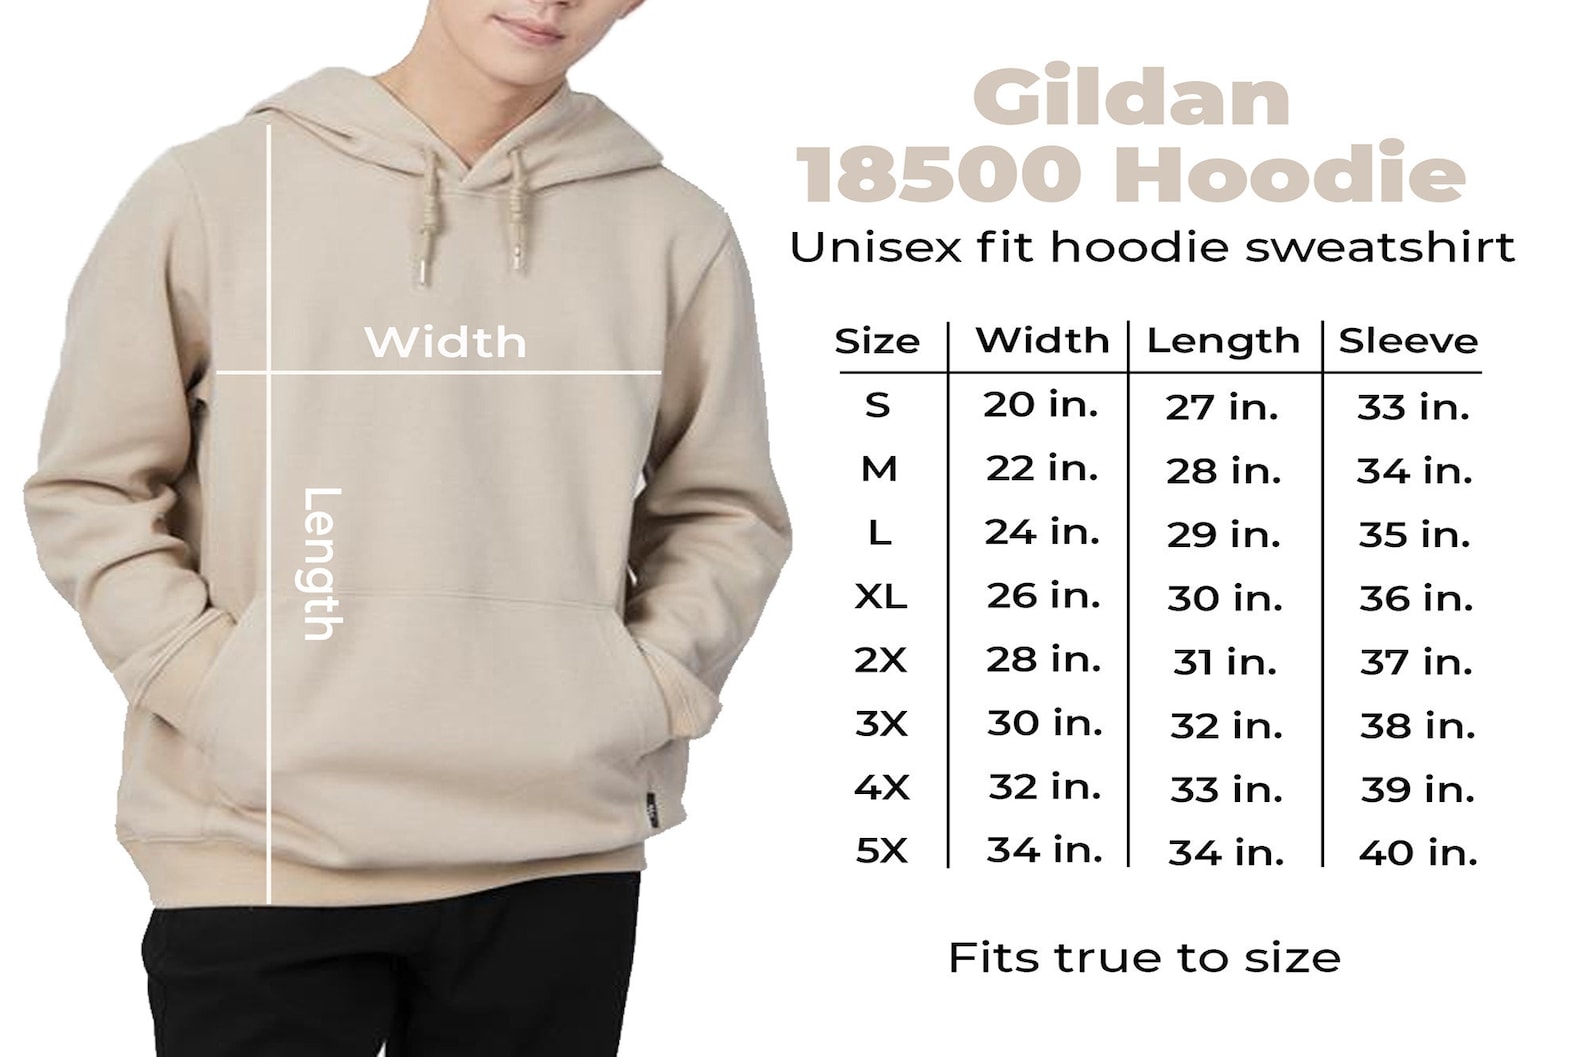 Gildan
18500 Hoodie
Unisex fit hoodie sweatshirt
Width
Length
Size Width Length Sleeve
S 20 in. 27 in. 33 in.
M 22 in. 28 in. 34 in.
L 24 in. 29 in. 35 in.
XL 26 in. 30 in. 36 in.
2X 28 in. 31 in. 37 in.
3X 30 in. 32 in. 38 in.
4X 32 in. 33 in. 39 in.
5X 34 in. 34 in. 40 in.
Fits true to size